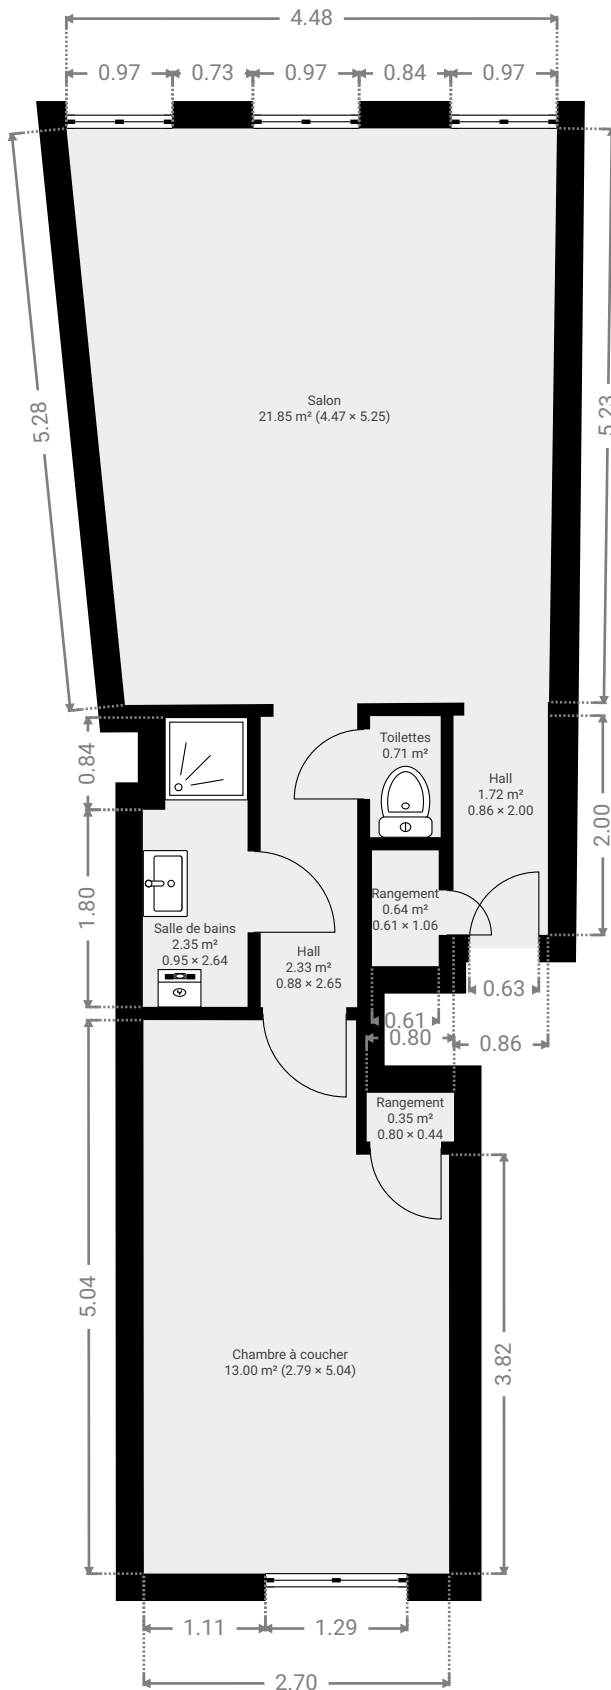 4.48
0.97 0.73 0.97 0.84 0.97
5.28
5.23
Salon
21.85 m² (4.47 × 5.25)
Toilettes
0.71 m²
0.84
Hall
1.72 m²
0.86 × 2.00
2.00
Rangement
0.64 m²
0.61 × 1.06
1.80
Salle de bains
2.35 m²
0.95 × 2.64
Hall
2.33 m²
0.88 × 2.65
0.63
0.61
0.80
0.86
Rangement
0.35 m²
0.80 × 0.44
5.04
Chambre à coucher
13.00 m² (2.79 × 5.04)
3.82
1.11 1.29
2.70